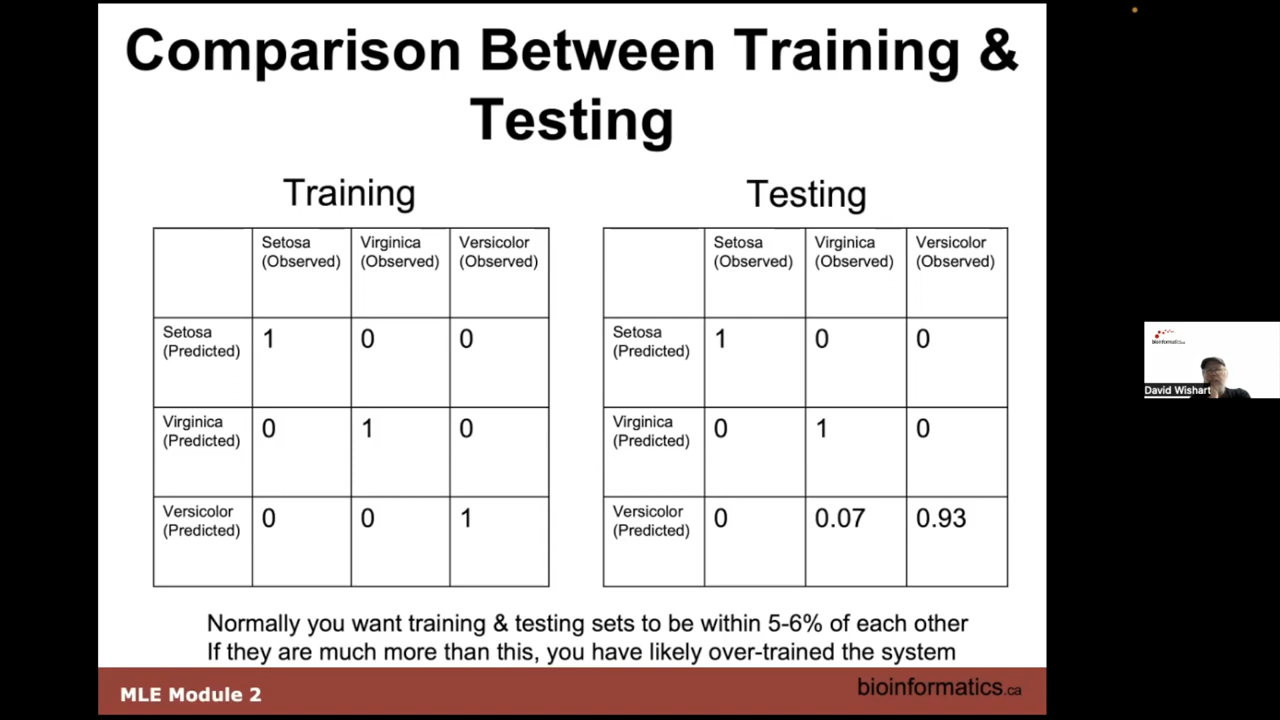 Comparison Between Training &
Testing
Training
Setosa
(Observed)
Virginica
(Observed)
Versicolor
(Observed)
Setosa
(Predicted)
1
0
0
Virginica
(Predicted)
0
1
0
Versicolor
(Predicted)
0
0
1
Testing
Setosa
(Observed)
Virginica
(Observed)
Versicolor
(Observed)
Setosa
(Predicted)
1
0
0
Virginica
(Predicted)
0
1
0
Versicolor
(Predicted)
0
0.07
0.93
Normally you want training & testing sets to be within 5-6% of each other
If they are much more than this, you have likely over-trained the system
MLE Module 2
bioinformatics.ca
bioinformatics.ca
David Wishart